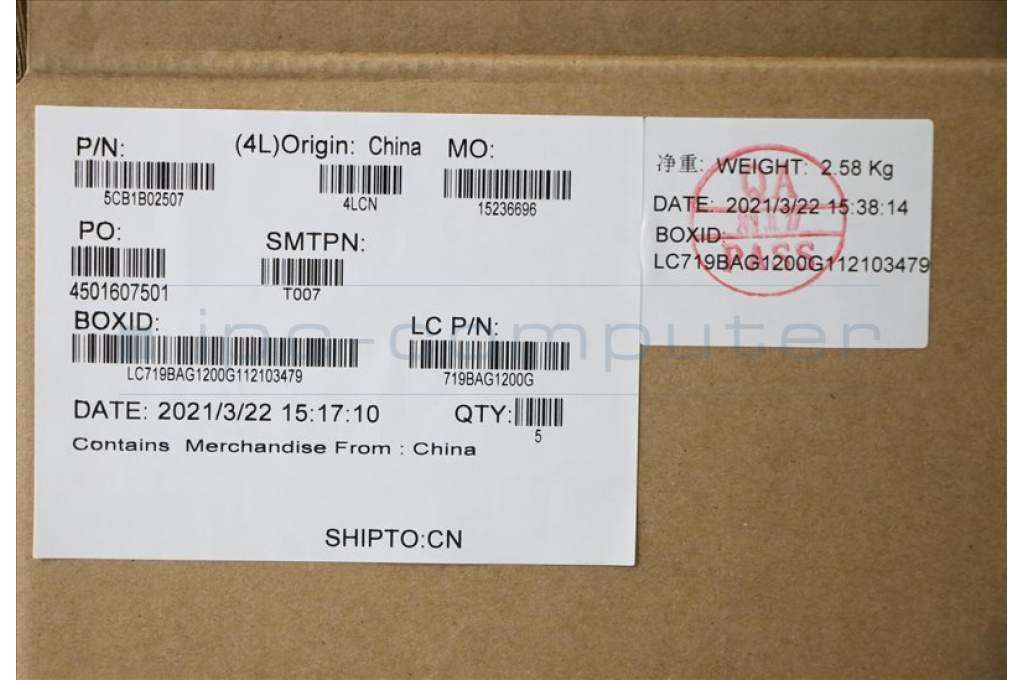 P/N:
(4L)Origin: China
MO:
5CB1B02507
4LCN
15236696
PO:
SMTPN:
4501607501
T007
BOXID:
LC P/N:
LC719BAG1200G112103479
719BAG1200G
DATE: 2021/3/22 15:17:10
QTY:
5
Contains Merchandise From : China
SHIPTO:CN
净重: WEIGHT: 2.58 Kg
DATE: 2021/3/22 15:38:14
BOXID:
LC719BAG1200G112103479
QA
PASS
ipc-computer